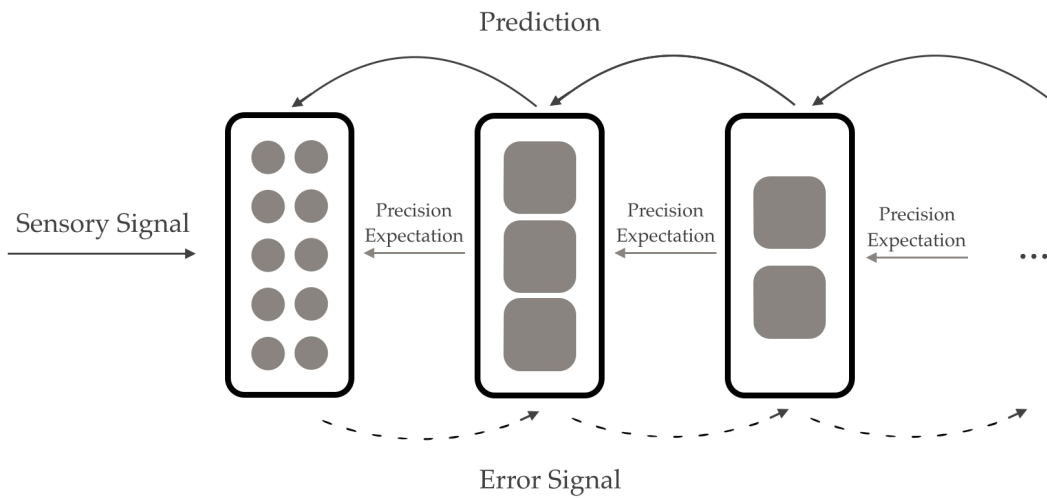 Prediction
Sensory Signal
Precision
Expectation
Precision
Expectation
Precision
Expectation
...
Error Signal